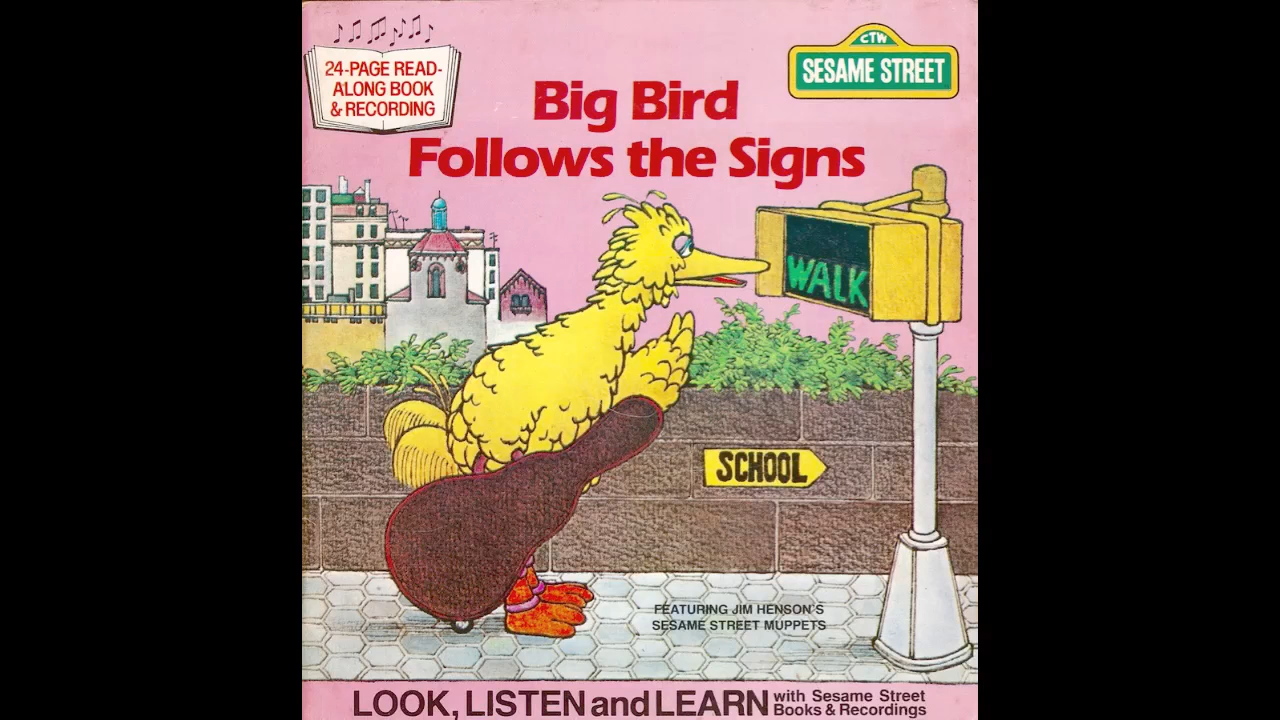 24-PAGE READ-
ALONG BOOK
& RECORDING
CTW
SESAME STREET
Big Bird
Follows the Signs
WALK
SCHOOL
FEATURING JIM HENSON'S
SESAME STREET MUPPETS
LOOK, LISTEN and LEARN with Sesame Street
Books & Recordings